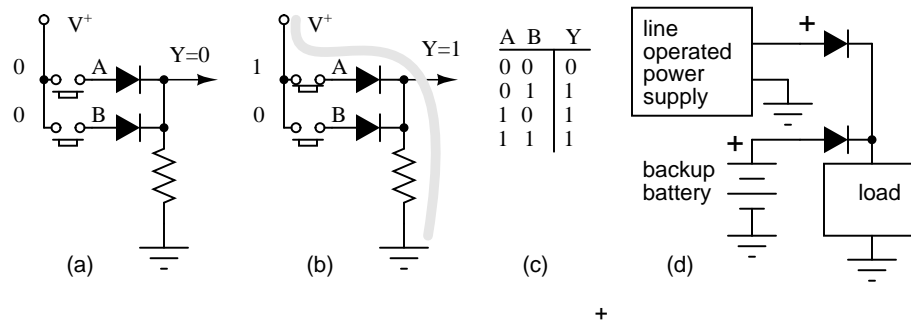 V+
Y=0
0
A
0
B
(a)
V+
Y=1
1
A
0
B
(b)
A B Y
0 0 0
0 1 1
1 0 1
1 1 1
(c)
line
operated
power
supply
+
+
backup
battery
load
(d)
+